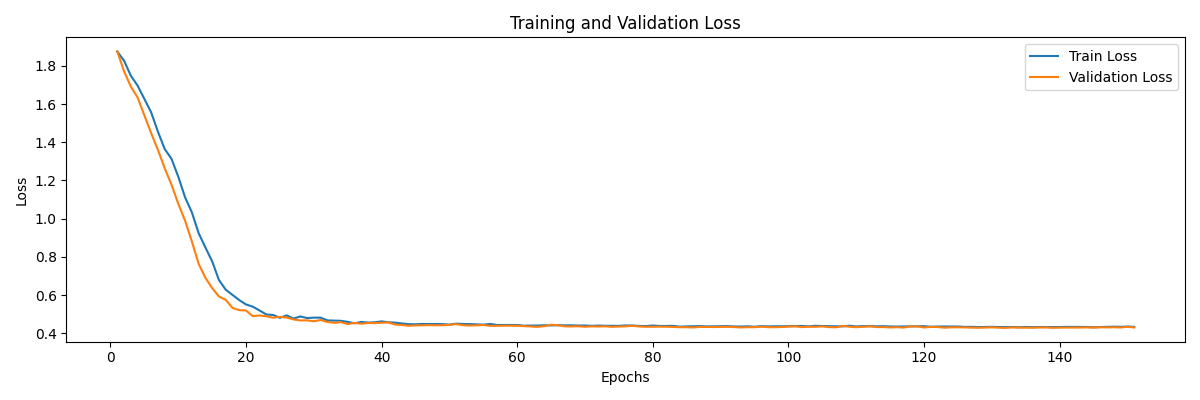 Training and Validation Loss
Train Loss
Validation Loss
1.8
1.6
1.4
1.2
1.0
0.8
0.6
0.4
Loss
0 20 40 60 80 100 120 140
Epochs